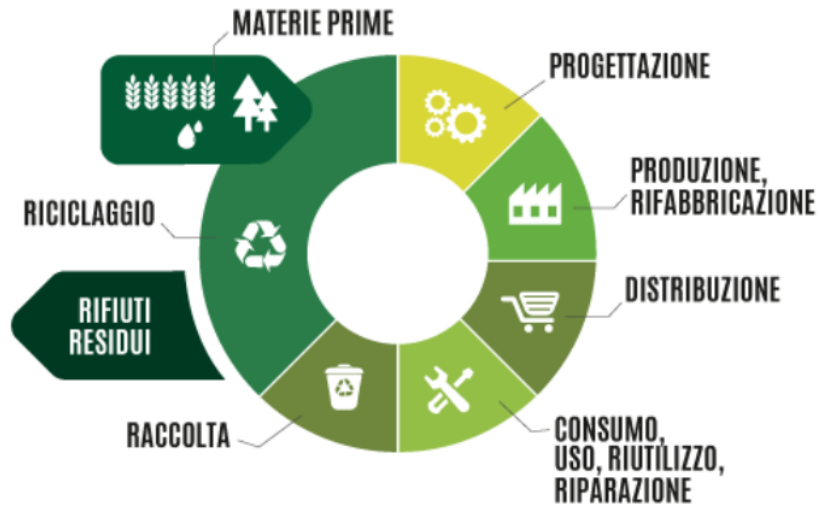 MATERIE PRIME
PROGETTAZIONE
PRODUZIONE,
RIFABBRICAZIONE
DISTRIBUZIONE
CONSUMO,
USO, RIUTILIZZO,
RIPARAZIONE
RACCOLTA
RIFIUTI
RESIDUI
RICICLAGGIO